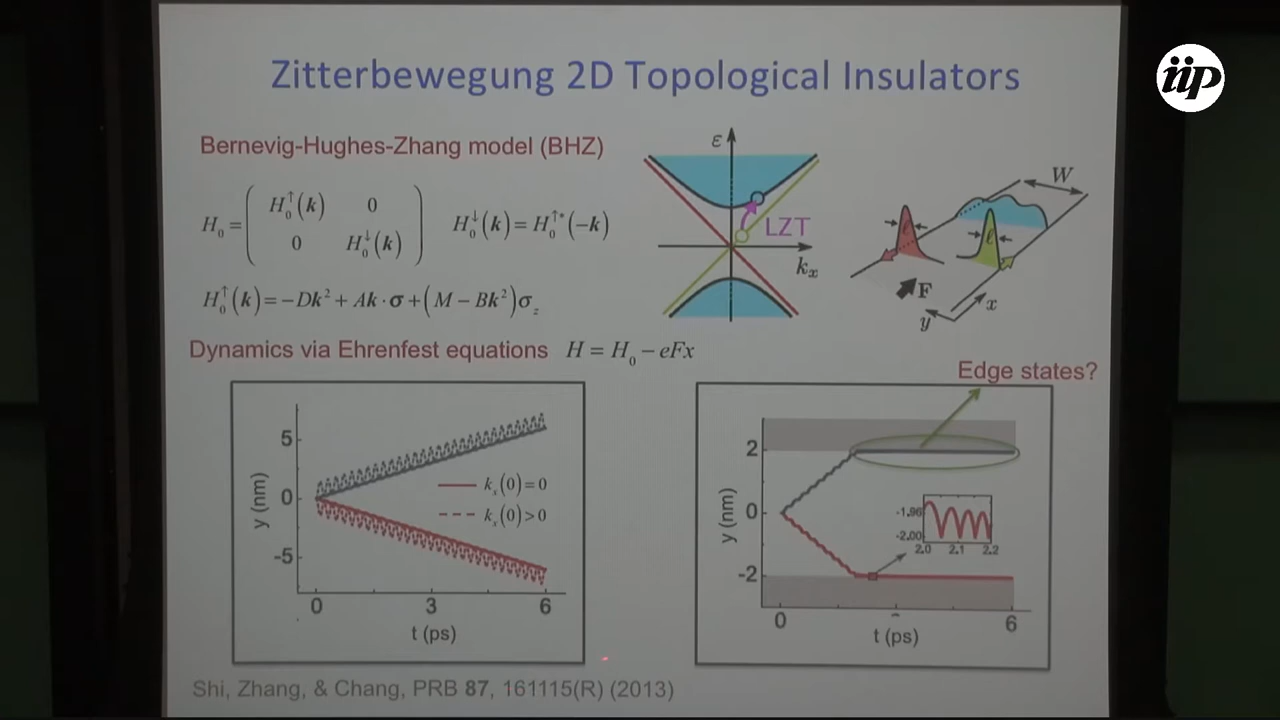 Zitterbewegung 2D Topological Insulators
iip
Bernevig-Hughes-Zhang model (BHZ)
H₀ = ( H₀↑(k) 0
0 H₀↓(k) ) H₀↓(k) = H₀↑*(−k)
H₀↑(k) = −Dk² + Ak · σ + (M − Bk²)σ_z
ε
LZT
kₓ
W
ℓ
ℓ
F
x
y
Dynamics via Ehrenfest equations H = H₀ − eFx
Edge states?
y (nm)
5
0
-5
kₓ(0) = 0
kₓ(0) > 0
0 3 6
t (ps)
y (nm)
2
0
-2
-1.96
-2.00
2.0 2.1 2.2
0 6
t (ps)
Shi, Zhang, & Chang, PRB 87, 161115(R) (2013)